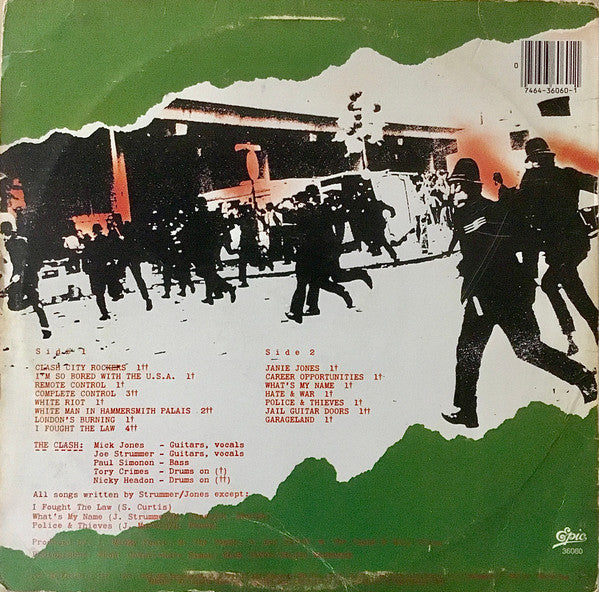 0
7464-36060-1
Side 1
CLASH CITY ROCKERS 1††
I'M SO BORED WITH THE U.S.A. 1†
REMOTE CONTROL 1†
COMPLETE CONTROL 3††
WHITE RIOT 1†
WHITE MAN IN HAMMERSMITH PALAIS 2††
LONDON'S BURNING 1†
I FOUGHT THE LAW 4††
Side 2
JANIE JONES 1†
CAREER OPPORTUNITIES 1†
WHAT'S MY NAME 1†
HATE & WAR 1†
POLICE & THIEVES 1†
JAIL GUITAR DOORS 1††
GARAGELAND 1†
THE CLASH: Mick Jones - Guitars, vocals
Joe Strummer - Guitars, vocals
Paul Simonon - Bass
Tory Crimes - Drums on (†)
Nicky Headon - Drums on (††)
All songs written by Strummer/Jones except:
I Fought The Law (S. Curtis)
What's My Name (J. Strummer
Police & Thieves (J.
Epic
36060